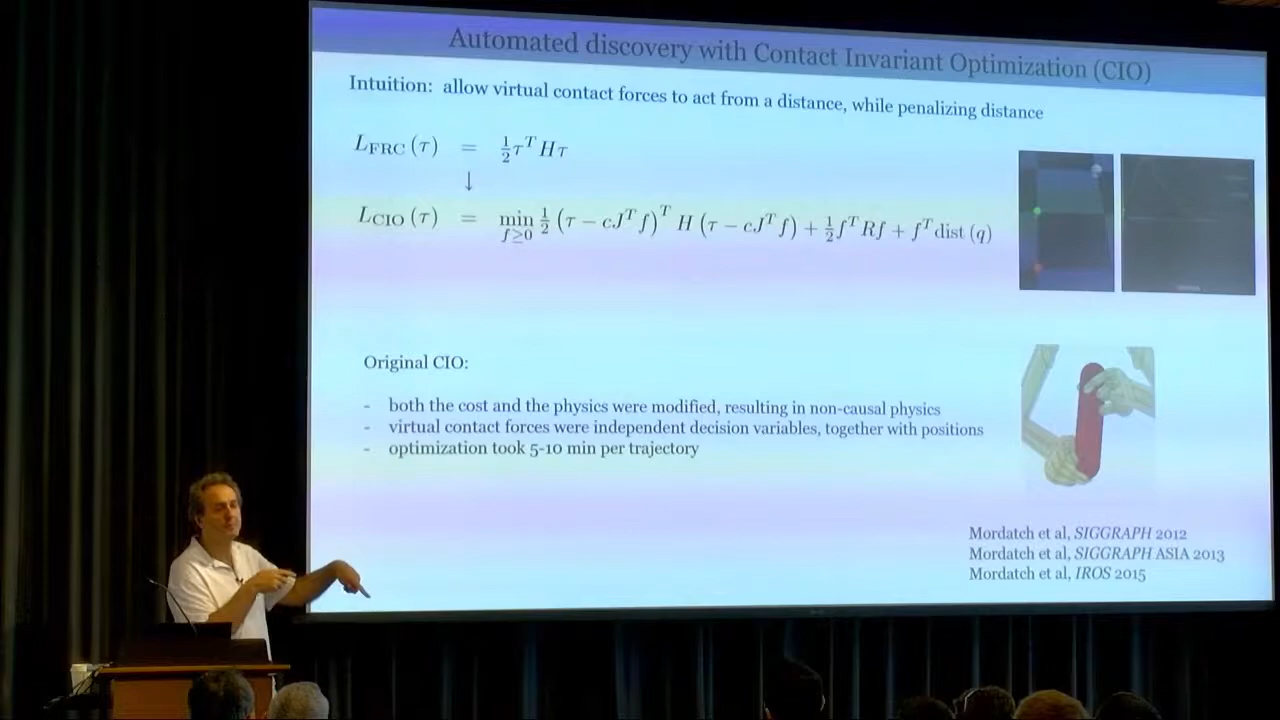 Automated discovery with Contact Invariant Optimization (CIO)
Intuition: allow virtual contact forces to act from a distance, while penalizing distance
L_FRC (τ) = ½ τ^T Hτ
↓
L_CIO (τ) = min_{f≥0} ½ (τ − cJ^T f)^T H (τ − cJ^T f) + ½ f^T Rf + f^T dist (q)
Original CIO:
- both the cost and the physics were modified, resulting in non-causal physics
- virtual contact forces were independent decision variables, together with positions
- optimization took 5-10 min per trajectory
Mordatch et al, SIGGRAPH 2012
Mordatch et al, SIGGRAPH ASIA 2013
Mordatch et al, IROS 2015